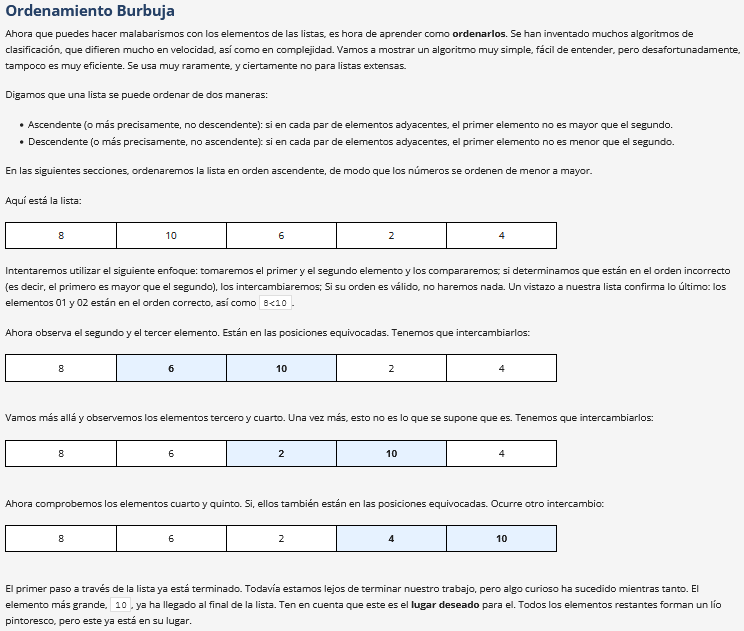 Ordenamiento Burbuja
Ahora que puedes hacer malabarismos con los elementos de las listas, es hora de aprender como ordenarlos. Se han inventado muchos algoritmos de
clasificación, que difieren mucho en velocidad, así como en complejidad. Vamos a mostrar un algoritmo muy simple, fácil de entender, pero desafortunadamente,
tampoco es muy eficiente. Se usa muy raramente, y ciertamente no para listas extensas.
Digamos que una lista se puede ordenar de dos maneras:
• Ascendente (o más precisamente, no descendente): si en cada par de elementos adyacentes, el primer elemento no es mayor que el segundo.
• Descendente (o más precisamente, no ascendente): si en cada par de elementos adyacentes, el primer elemento no es menor que el segundo.
En las siguientes secciones, ordenaremos la lista en orden ascendente, de modo que los números se ordenen de menor a mayor.
Aquí está la lista:
8 10 6 2 4
Intentaremos utilizar el siguiente enfoque: tomaremos el primer y el segundo elemento y los compararemos; si determinamos que están en el orden incorrecto
(es decir, el primero es mayor que el segundo), los intercambiaremos; Si su orden es válido, no haremos nada. Un vistazo a nuestra lista confirma lo último: los
elementos 01 y 02 están en el orden correcto, así como 8<10 .
Ahora observa el segundo y el tercer elemento. Están en las posiciones equivocadas. Tenemos que intercambiarlos:
8 6 10 2 4
Vamos más allá y observemos los elementos tercero y cuarto. Una vez más, esto no es lo que se supone que es. Tenemos que intercambiarlos:
8 6 2 10 4
Ahora comprobemos los elementos cuarto y quinto. Si, ellos también están en las posiciones equivocadas. Ocurre otro intercambio:
8 6 2 4 10
El primer paso a través de la lista ya está terminado. Todavía estamos lejos de terminar nuestro trabajo, pero algo curioso ha sucedido mientras tanto. El
elemento más grande, 10 , ya ha llegado al final de la lista. Ten en cuenta que este es el lugar deseado para el. Todos los elementos restantes forman un lío
pintoresco, pero este ya está en su lugar.